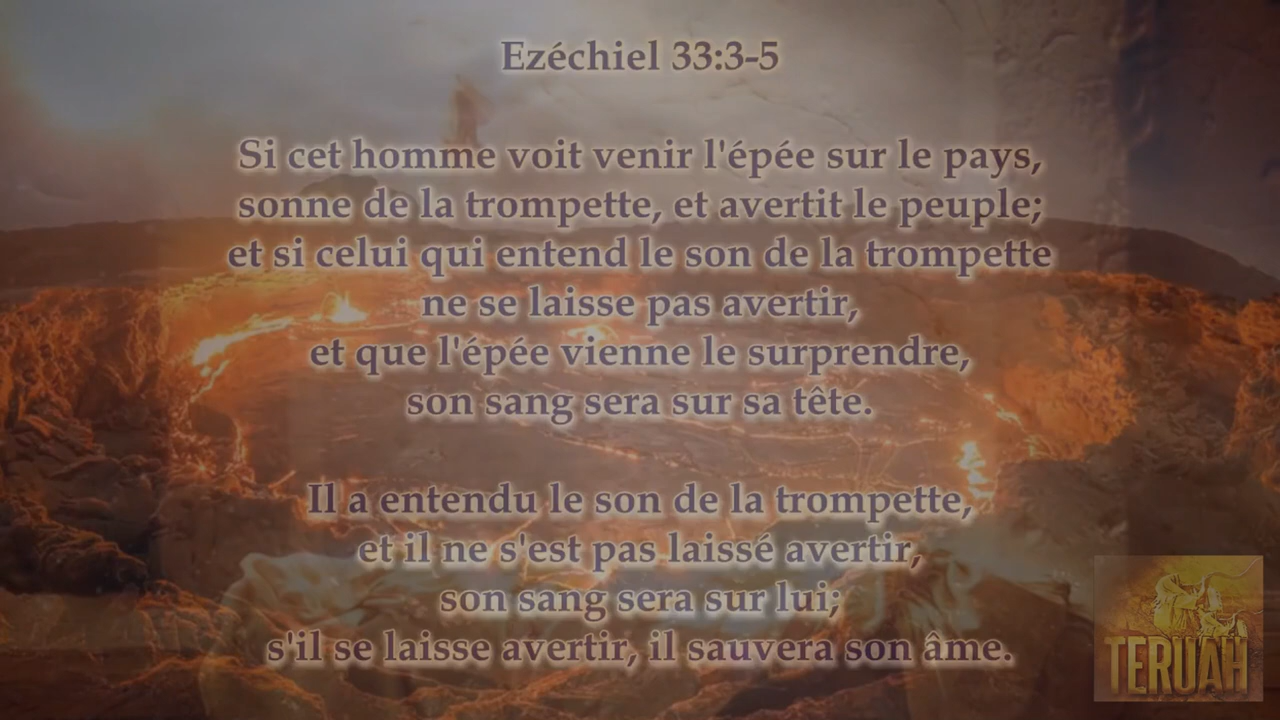 Ezéchiel 33:3-5
Si cet homme voit venir l'épée sur le pays,
sonne de la trompette, et avertit le peuple;
et si celui qui entend le son de la trompette
ne se laisse pas avertir,
et que l'épée vienne le surprendre,
son sang sera sur sa tête.
Il a entendu le son de la trompette,
et il ne s'est pas laissé avertir,
son sang sera sur lui;
s'il se laisse avertir, il sauvera son âme.
TERUAH